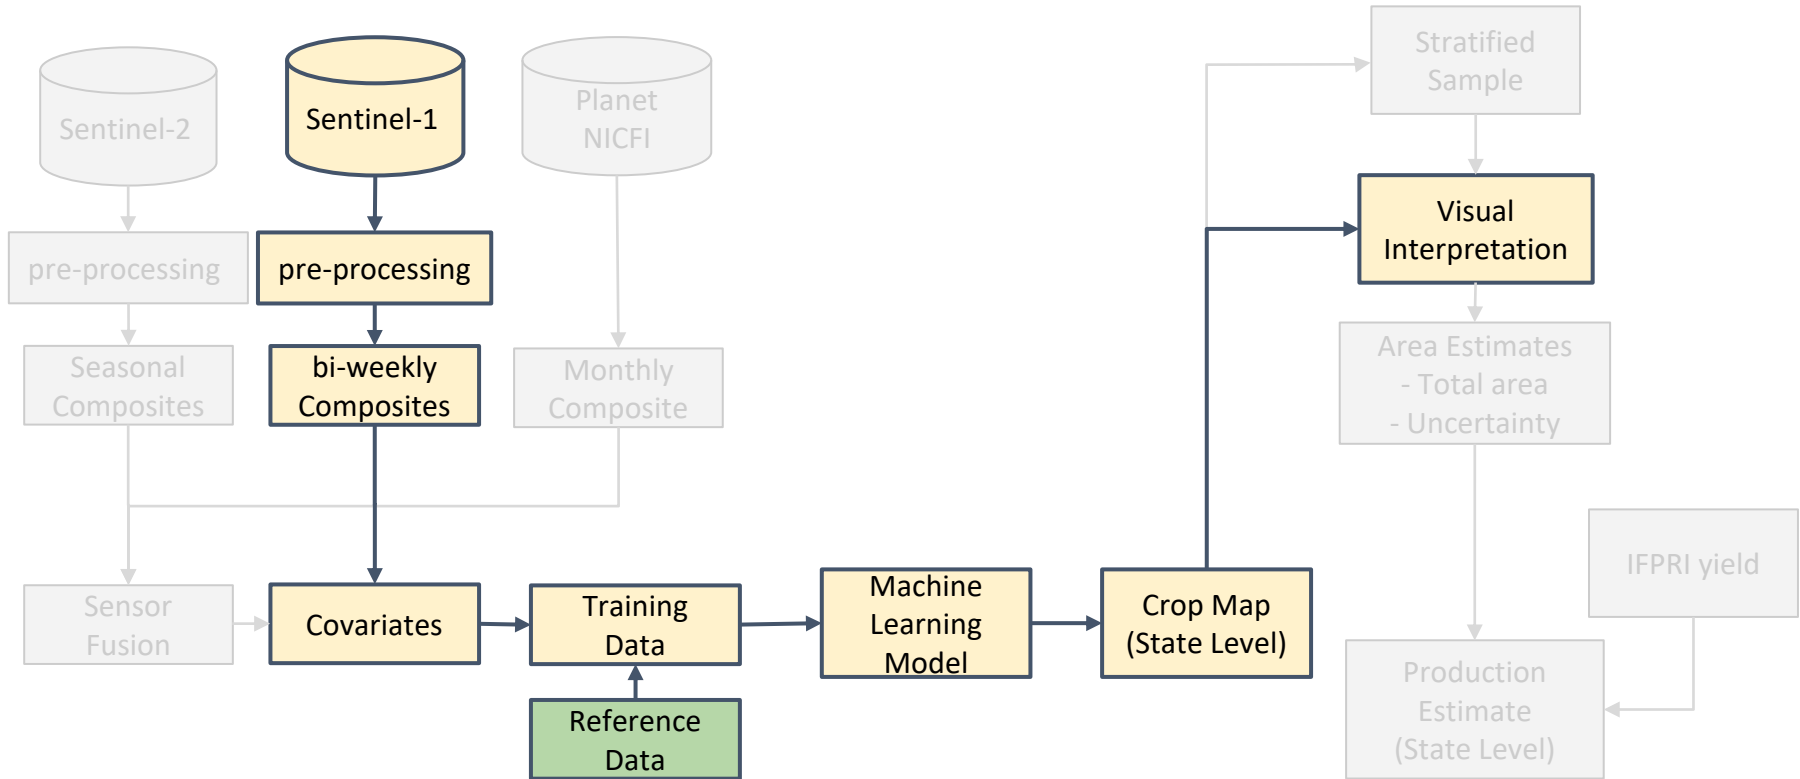 Sentinel-2
Sentinel-1
Planet
NICFI
Stratified
Sample
pre-processing
pre-processing
Visual
Interpretation
Seasonal
Composites
bi-weekly
Composites
Monthly
Composite
Area Estimates
- Total area
- Uncertainty
Sensor
Fusion
Covariates
Training
Data
Machine
Learning
Model
Crop Map
(State Level)
IFPRI yield
Reference
Data
Production
Estimate
(State Level)